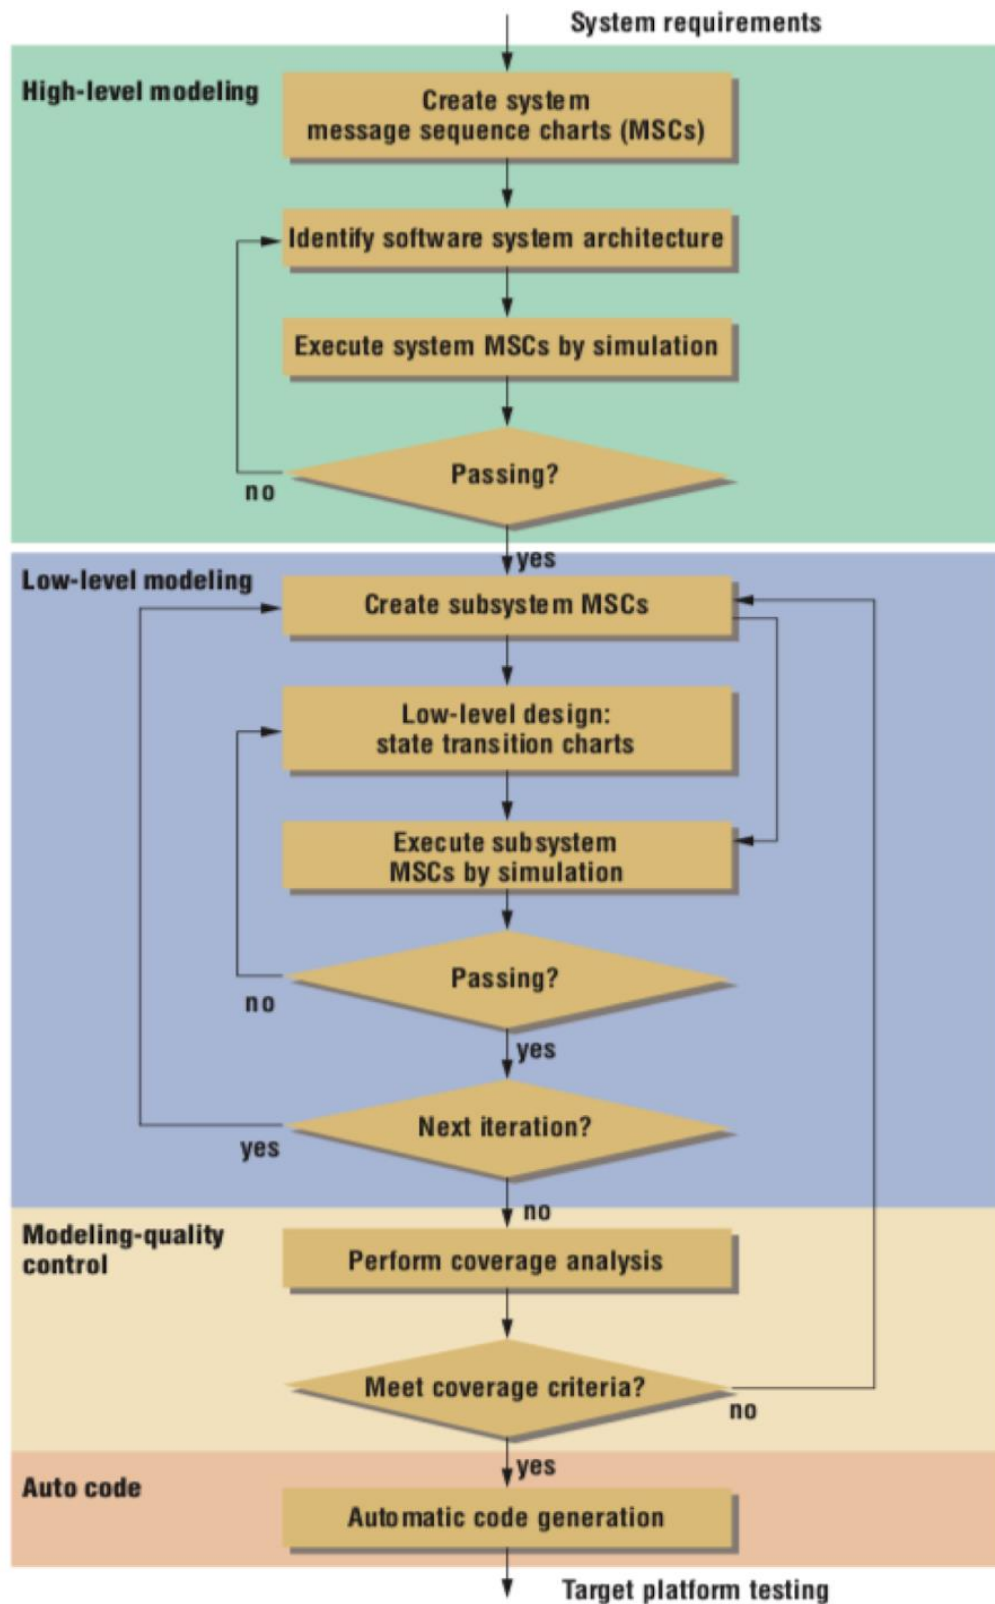 System requirements
High-level modeling
Create system
message sequence charts (MSCs)
Identify software system architecture
Execute system MSCs by simulation
Passing?
no
yes
Low-level modeling
Create subsystem MSCs
Low-level design:
state transition charts
Execute subsystem
MSCs by simulation
Passing?
no
yes
Next iteration?
yes
no
Modeling-quality
control
Perform coverage analysis
Meet coverage criteria?
no
yes
Auto code
Automatic code generation
Target platform testing